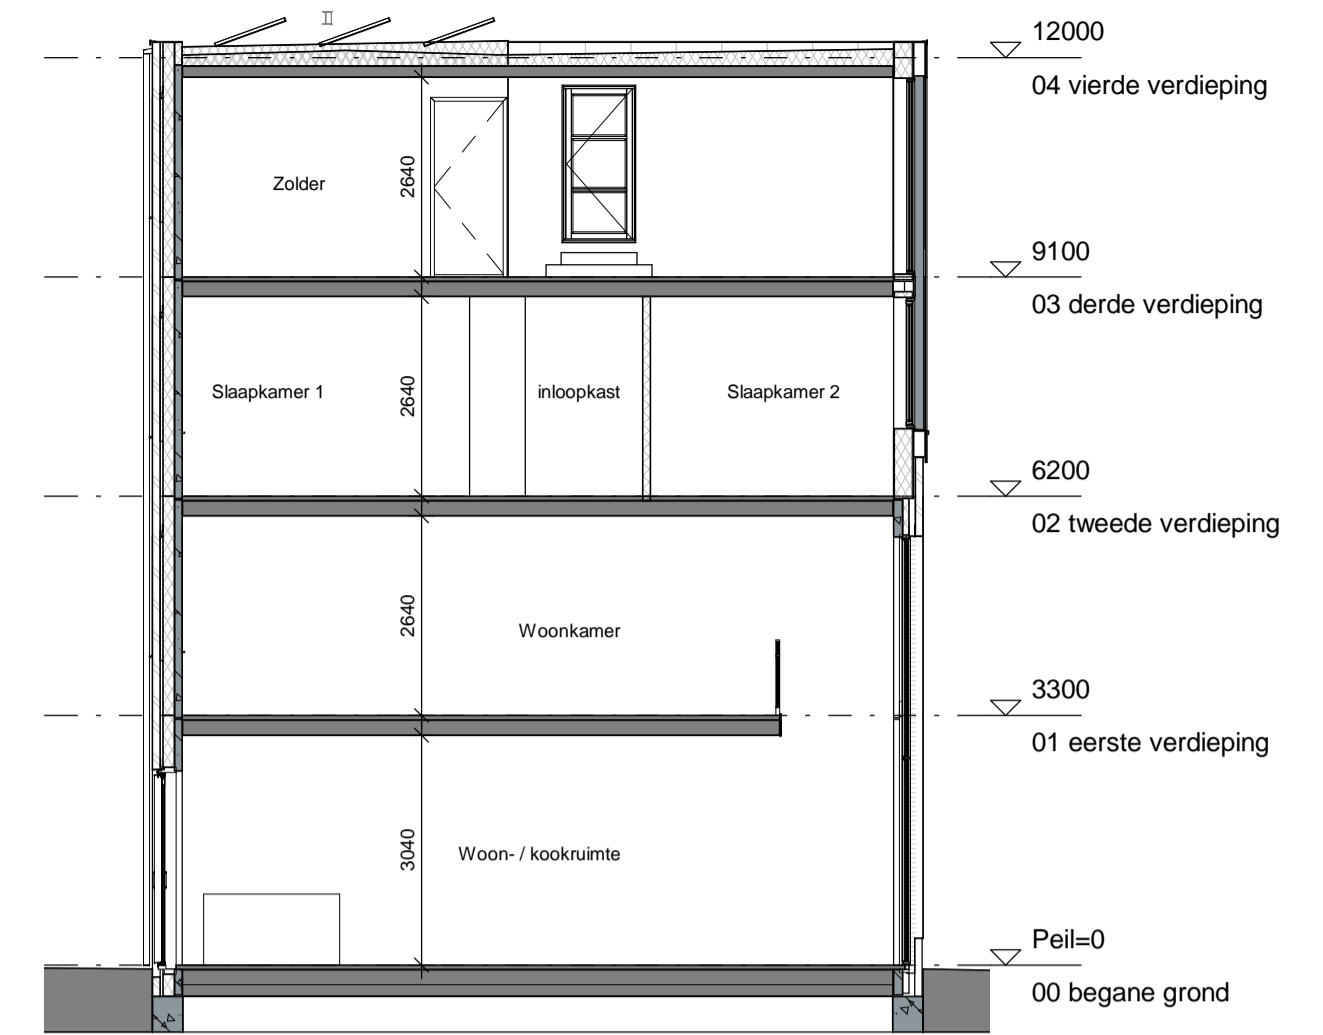 12000
04 vierde verdieping
Zolder
2640
9100
03 derde verdieping
Slaapkamer 1
2640
inloopkast
Slaapkamer 2
6200
02 tweede verdieping
2640
Woonkamer
3300
01 eerste verdieping
3040
Woon- / kookruimte
Peil=0
00 begane grond